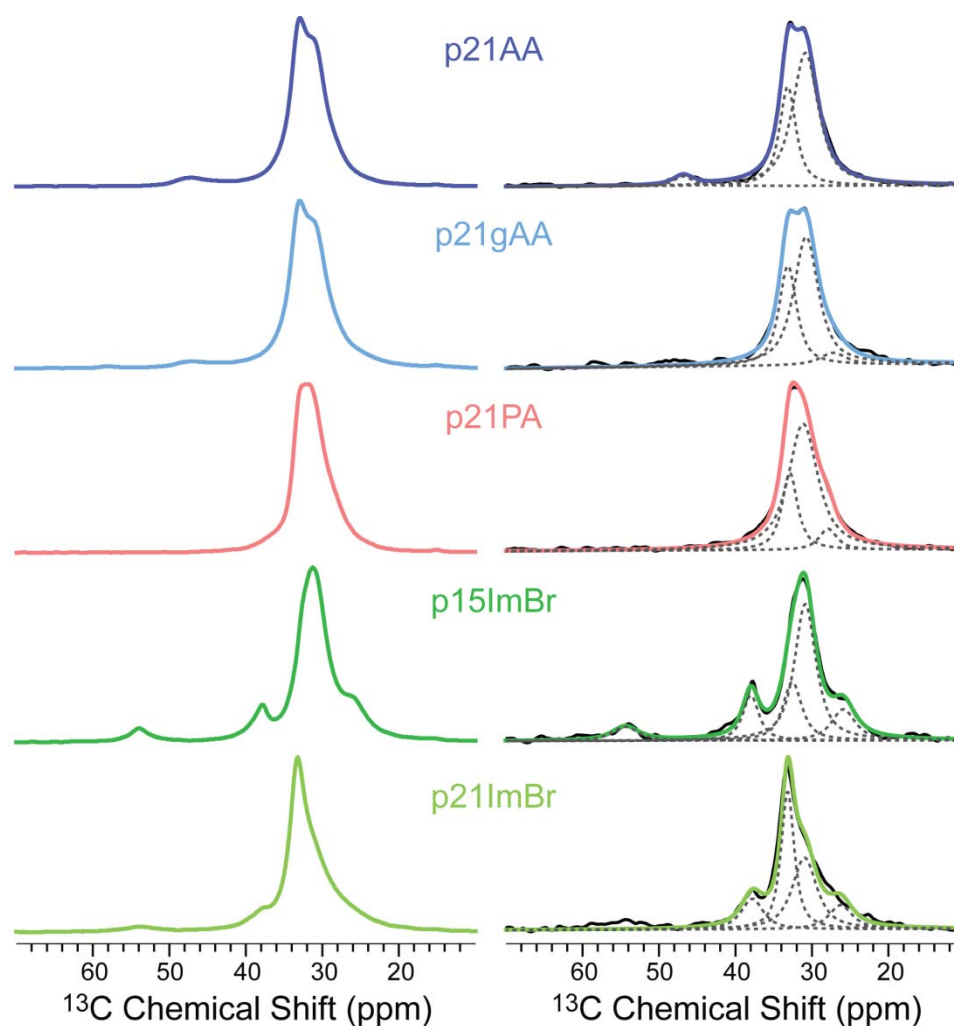 p21AA
p21gAA
p21PA
p15ImBr
p21ImBr
60 50 40 30 20
60 50 40 30 20
¹³C Chemical Shift (ppm)
¹³C Chemical Shift (ppm)